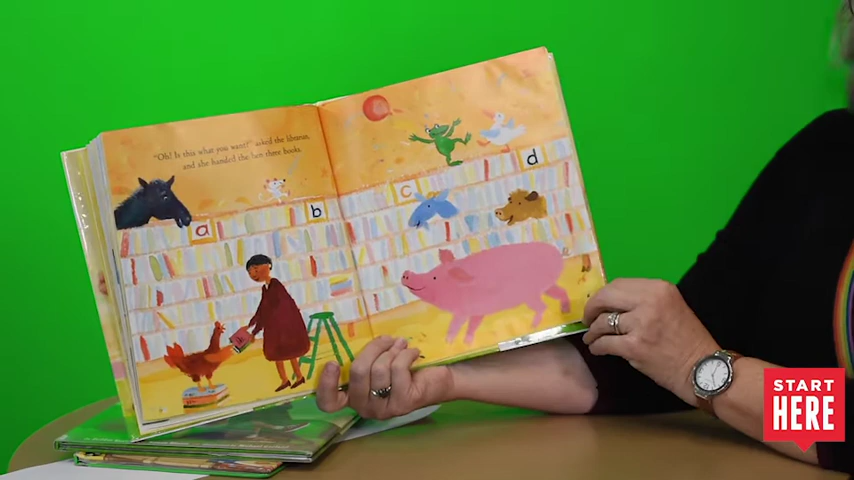 "Oh! Is this what you want?" asked the librarian,
and she handed the hen three books.
a
b
c
d
START
HERE